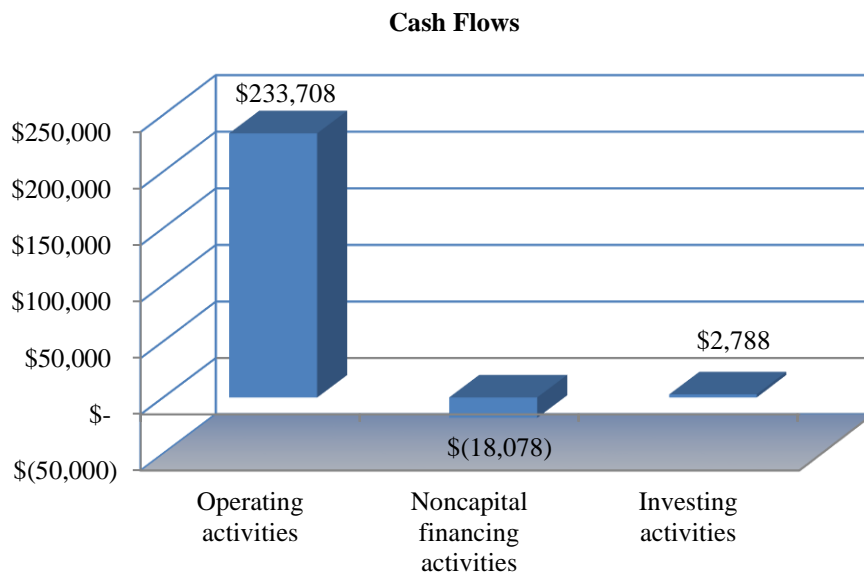 Cash Flows
$233,708
$250,000
$200,000
$150,000
$100,000
$50,000
$2,788
$-
$(18,078)
$(50,000)
Operating
activities
Noncapital
financing
activities
Investing
activities